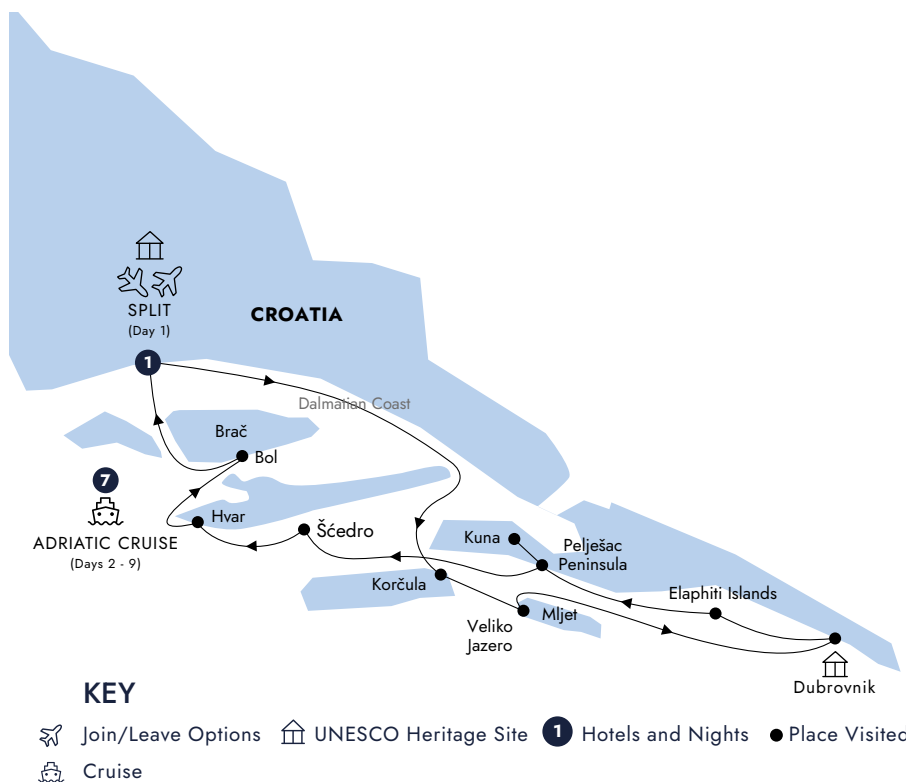 SPLIT
(Day 1)
CROATIA
1
Dalmatian Coast
Brač
Bol
7
ADRIATIC CRUISE
(Days 2 - 9)
Hvar
Šćedro
Kuna
Pelješac
Peninsula
Korčula
Elaphiti Islands
Mljet
Veliko
Jazero
Dubrovnik
KEY
Join/Leave Options
UNESCO Heritage Site
1
Hotels and Nights
Place Visited
Cruise